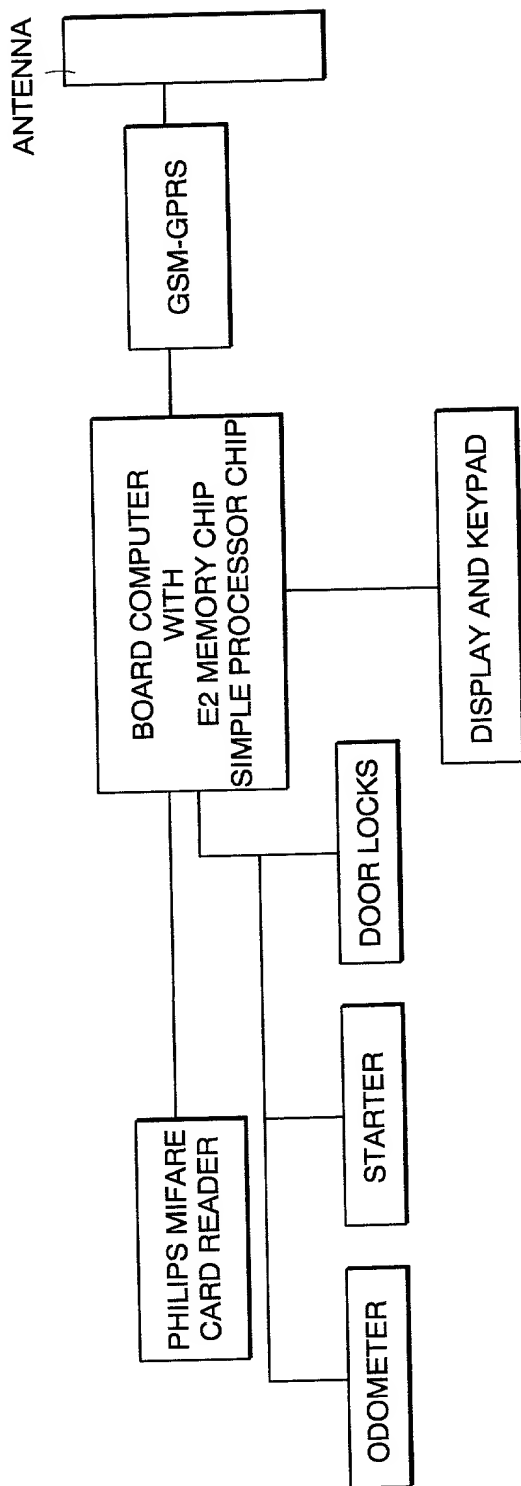 ANTENNA
GSM-GPRS
BOARD COMPUTER
WITH
E2 MEMORY CHIP
SIMPLE PROCESSOR CHIP
DISPLAY AND KEYPAD
PHILIPS MIFARE
CARD READER
DOOR LOCKS
STARTER
ODOMETER